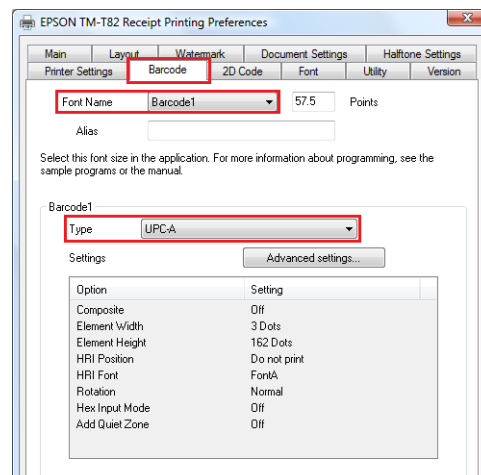 EPSON TM-T82 Receipt Printing Preferences
Main Layout Watermark Document Settings Halftone Settings
Printer Settings Barcode 2D Code Font Utility Version
Font Name Barcode1 57.5 Points
Alias
Select this font size in the application. For more information about programming, see the
sample programs or the manual.
Barcode1
Type UPC-A
Settings Advanced settings...
Option Setting
Composite Off
Element Width 3 Dots
Element Height 162 Dots
HRI Position Do not print
HRI Font FontA
Rotation Normal
Hex Input Mode Off
Add Quiet Zone Off